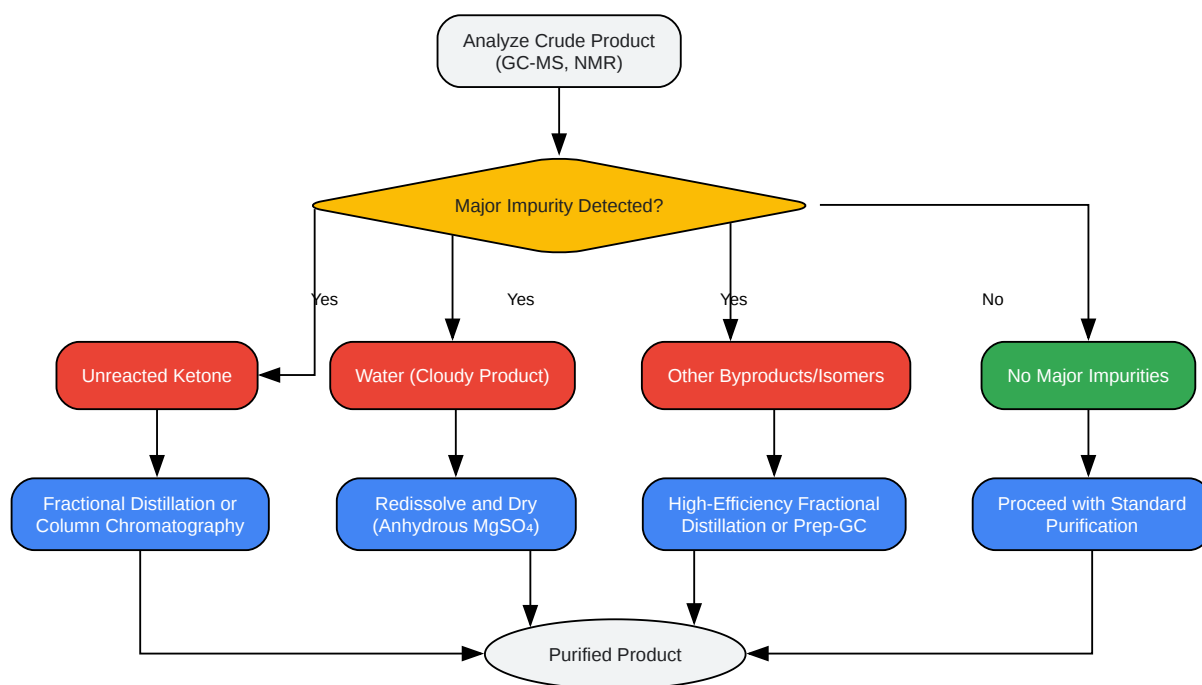 Analyze Crude Product
(GC-MS, NMR)
Major Impurity Detected?
Yes
Yes
Yes
No
Unreacted Ketone
Water (Cloudy Product)
Other Byproducts/Isomers
No Major Impurities
Fractional Distillation or
Column Chromatography
Redissolve and Dry
(Anhydrous MgSO₄)
High-Efficiency Fractional
Distillation or Prep-GC
Proceed with Standard
Purification
Purified Product